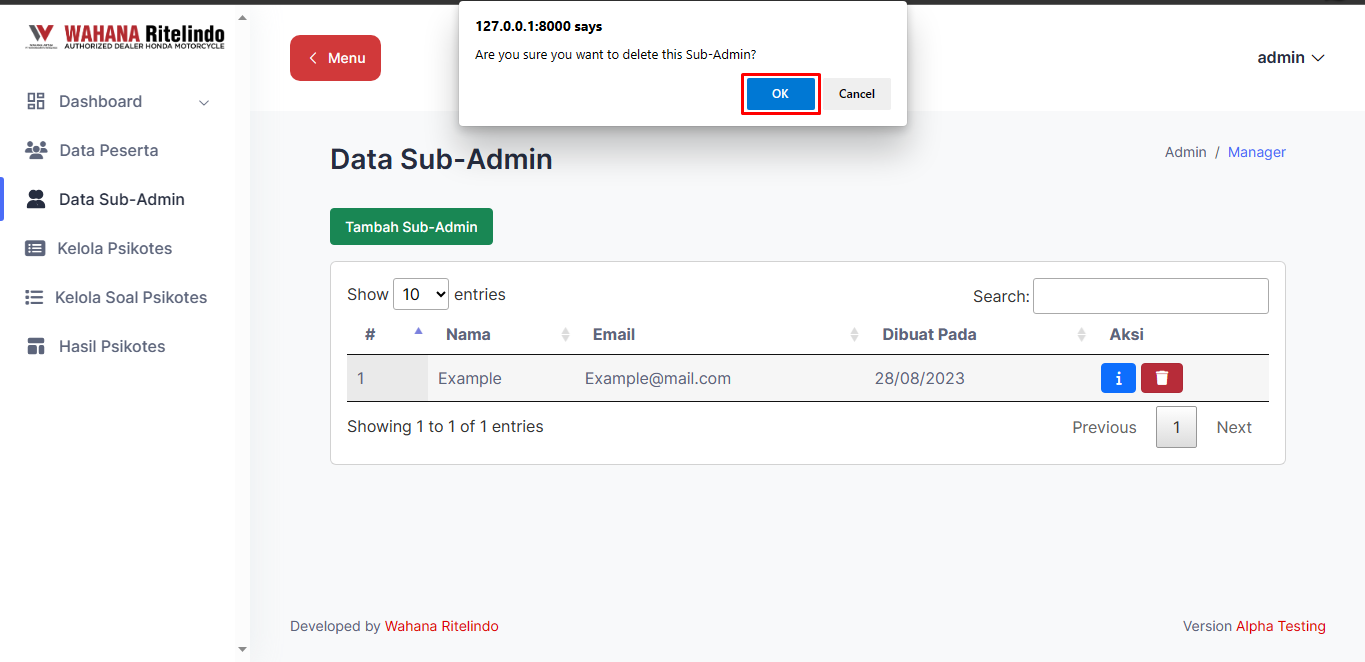 127.0.0.1:8000 says
Are you sure you want to delete this Sub-Admin?
OK Cancel
WAHANA Ritelindo
AUTHORIZED DEALER HONDA MOTORCYCLE
Menu
admin
Dashboard
Data Peserta
Data Sub-Admin
Kelola Psikotes
Kelola Soal Psikotes
Hasil Psikotes
Data Sub-Admin
Admin / Manager
Tambah Sub-Admin
Show 10 entries
Search:
# Nama Email Dibuat Pada Aksi
1 Example Example@mail.com 28/08/2023
Showing 1 to 1 of 1 entries
Previous 1 Next
Developed by Wahana Ritelindo
Version Alpha Testing